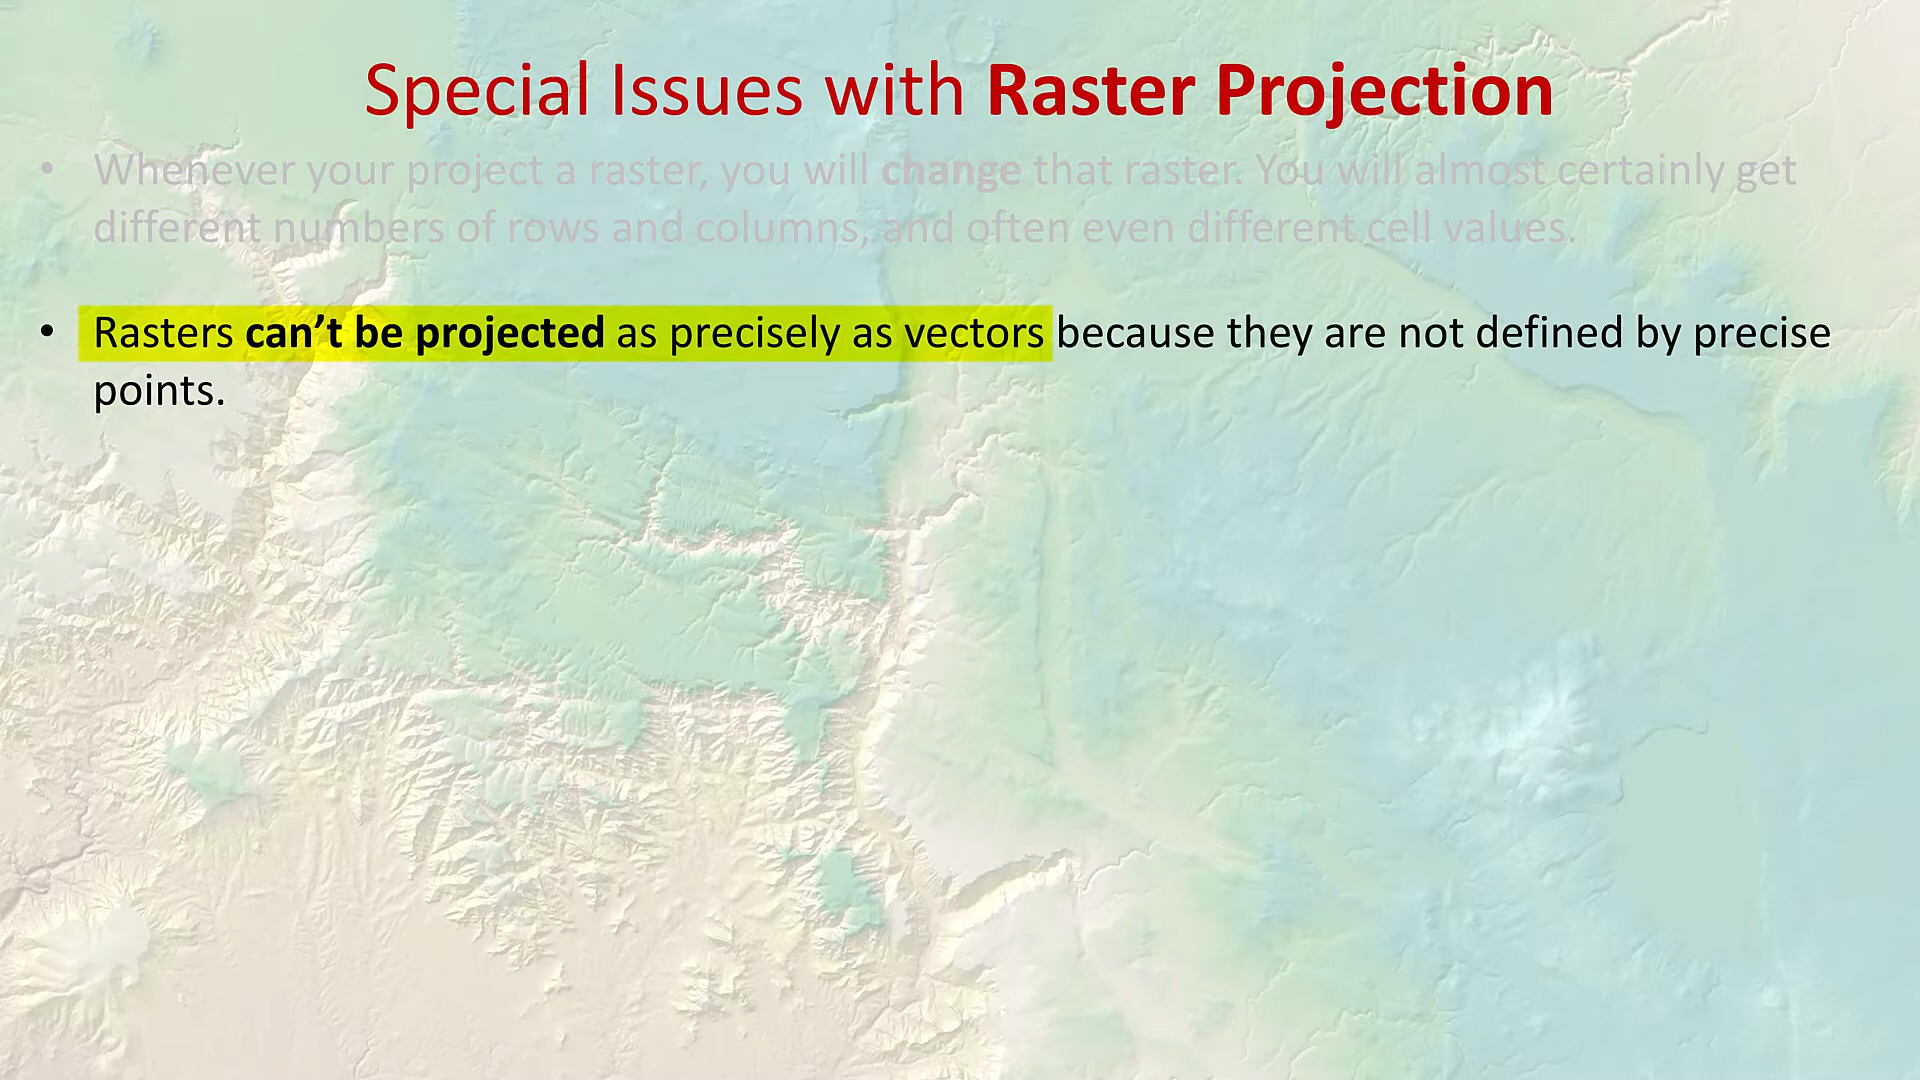 Special Issues with Raster Projection
• Whenever your project a raster, you will change that raster. You will almost certainly get
different numbers of rows and columns, and often even different cell values.
• Rasters can’t be projected as precisely as vectors because they are not defined by precise
points.